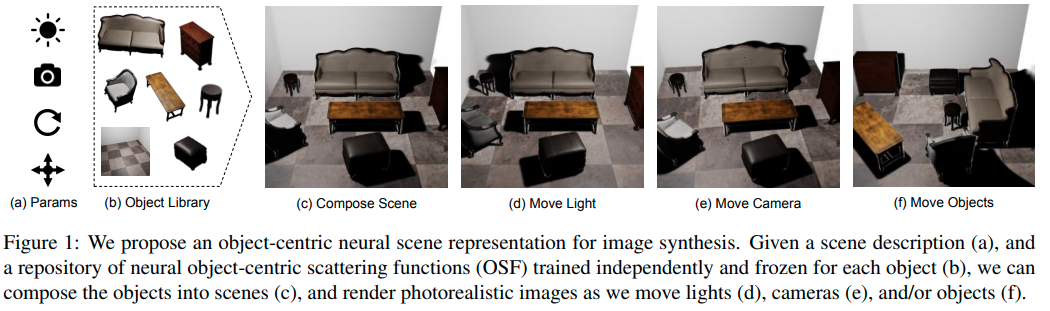 (a) Params (b) Object Library (c) Compose Scene (d) Move Light (e) Move Camera (f) Move Objects
Figure 1: We propose an object-centric neural scene representation for image synthesis. Given a scene description (a), and
a repository of neural object-centric scattering functions (OSF) trained independently and frozen for each object (b), we can
compose the objects into scenes (c), and render photorealistic images as we move lights (d), cameras (e), and/or objects (f).